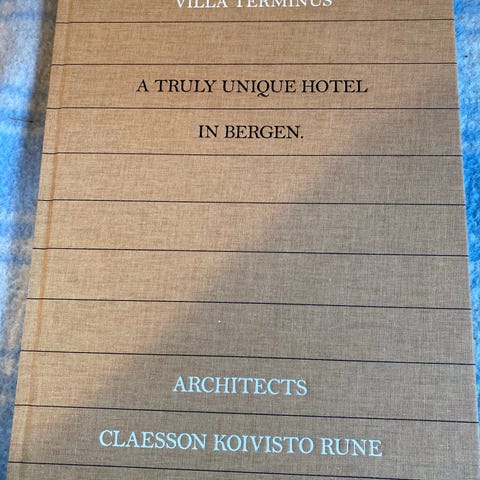 VILLA TERMINUS
A TRULY UNIQUE HOTEL
IN BERGEN.
ARCHITECTS
CLAESSON KOIVISTO RUNE